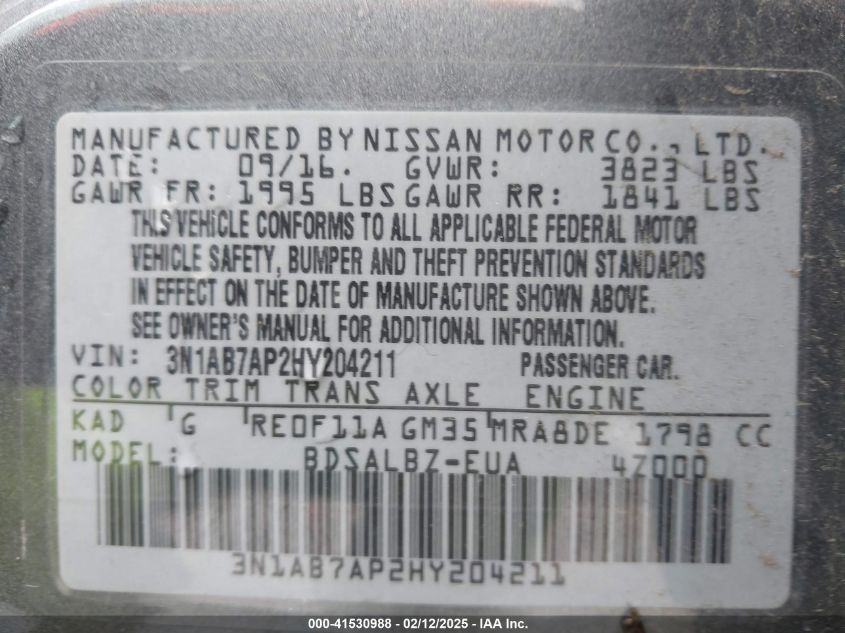 MANUFACTURED BY NISSAN MOTOR CO., LTD.
DATE: 09/16. GVWR: 3823 LBS
GAWR FR: 1995 LBS GAWR RR: 1841 LBS
THIS VEHICLE CONFORMS TO ALL APPLICABLE FEDERAL MOTOR
VEHICLE SAFETY, BUMPER AND THEFT PREVENTION STANDARDS
IN EFFECT ON THE DATE OF MANUFACTURE SHOWN ABOVE.
SEE OWNER'S MANUAL FOR ADDITIONAL INFORMATION.
VIN: 3N1AB7AP2HY204211 PASSENGER CAR.
COLOR TRIM TRANS AXLE ENGINE
KAD G RE0F11A GM35 MRA8DE 1798 CC
MODEL: BDSALBZ-EUA 4Z000
3N1AB7AP2HY204211
000-41530988 - 02/12/2025 - IAA Inc.